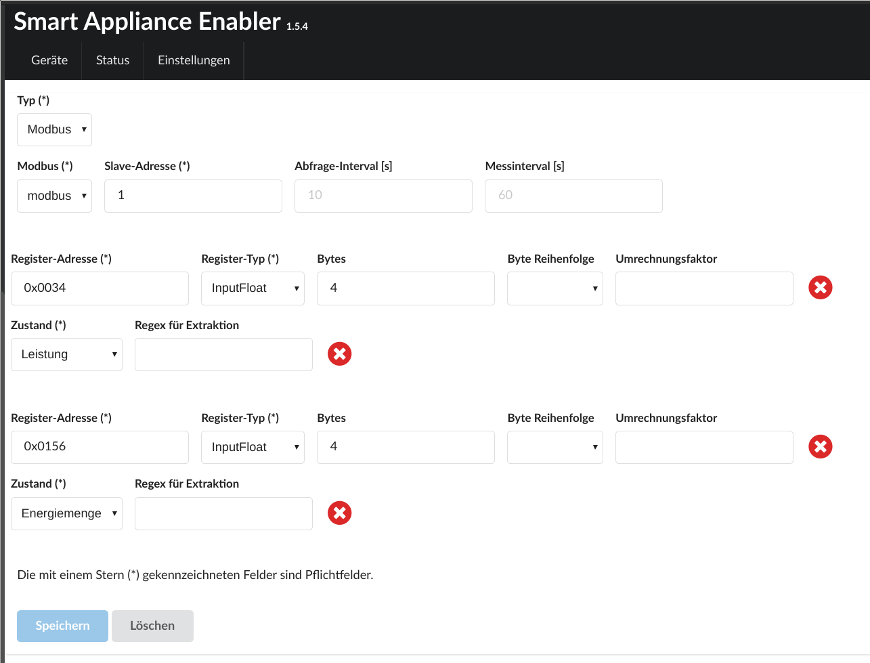 Smart Appliance Enabler 1.5.4
Geräte Status Einstellungen
Typ (*)
Modbus
Modbus (*) Slave-Adresse (*) Abfrage-Interval [s] Messinterval [s]
modbus 1 10 60
Register-Adresse (*) Register-Typ (*) Bytes Byte Reihenfolge Umrechnungsfaktor
0x0034 InputFloat 4
Zustand (*) Regex für Extraktion
Leistung
Register-Adresse (*) Register-Typ (*) Bytes Byte Reihenfolge Umrechnungsfaktor
0x0156 InputFloat 4
Zustand (*) Regex für Extraktion
Energiemenge
Die mit einem Stern (*) gekennzeichneten Felder sind Pflichtfelder.
Speichern Löschen